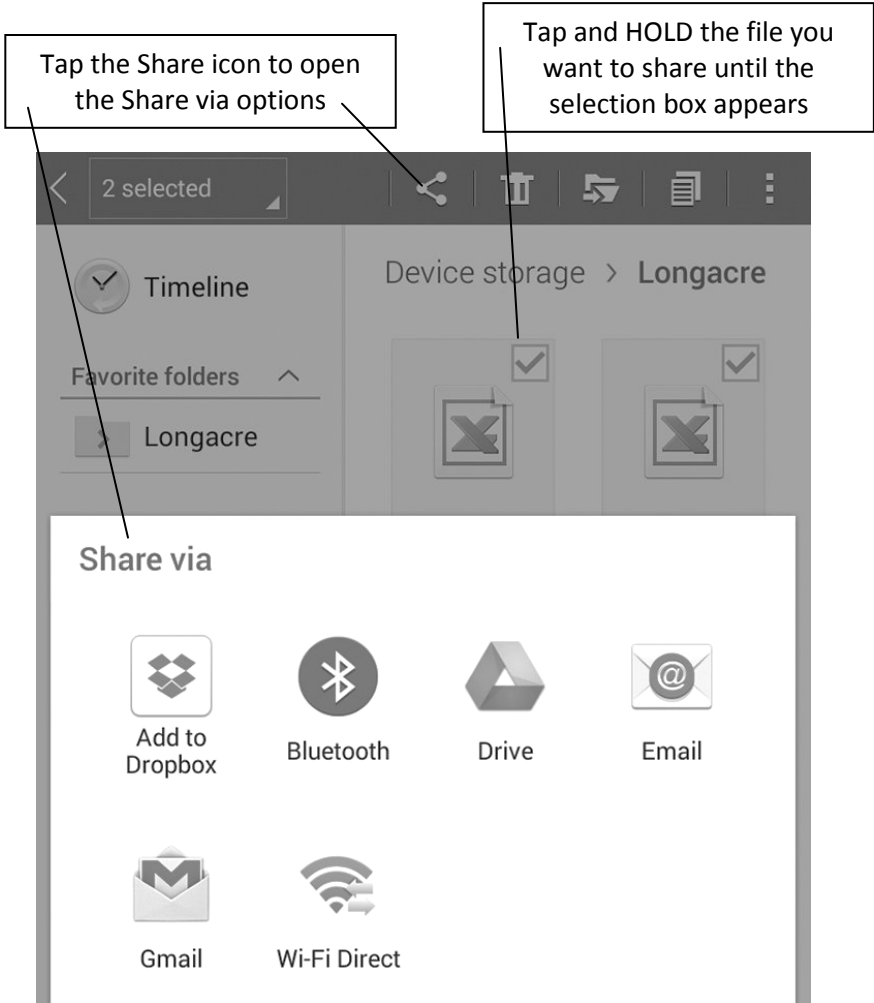 Tap the Share icon to open
the Share via options
Tap and HOLD the file you
want to share until the
selection box appears
2 selected
Timeline
Device storage > Longacre
Favorite folders
Longacre
Share via
Add to
Dropbox
Bluetooth
Drive
Email
Gmail
Wi-Fi Direct